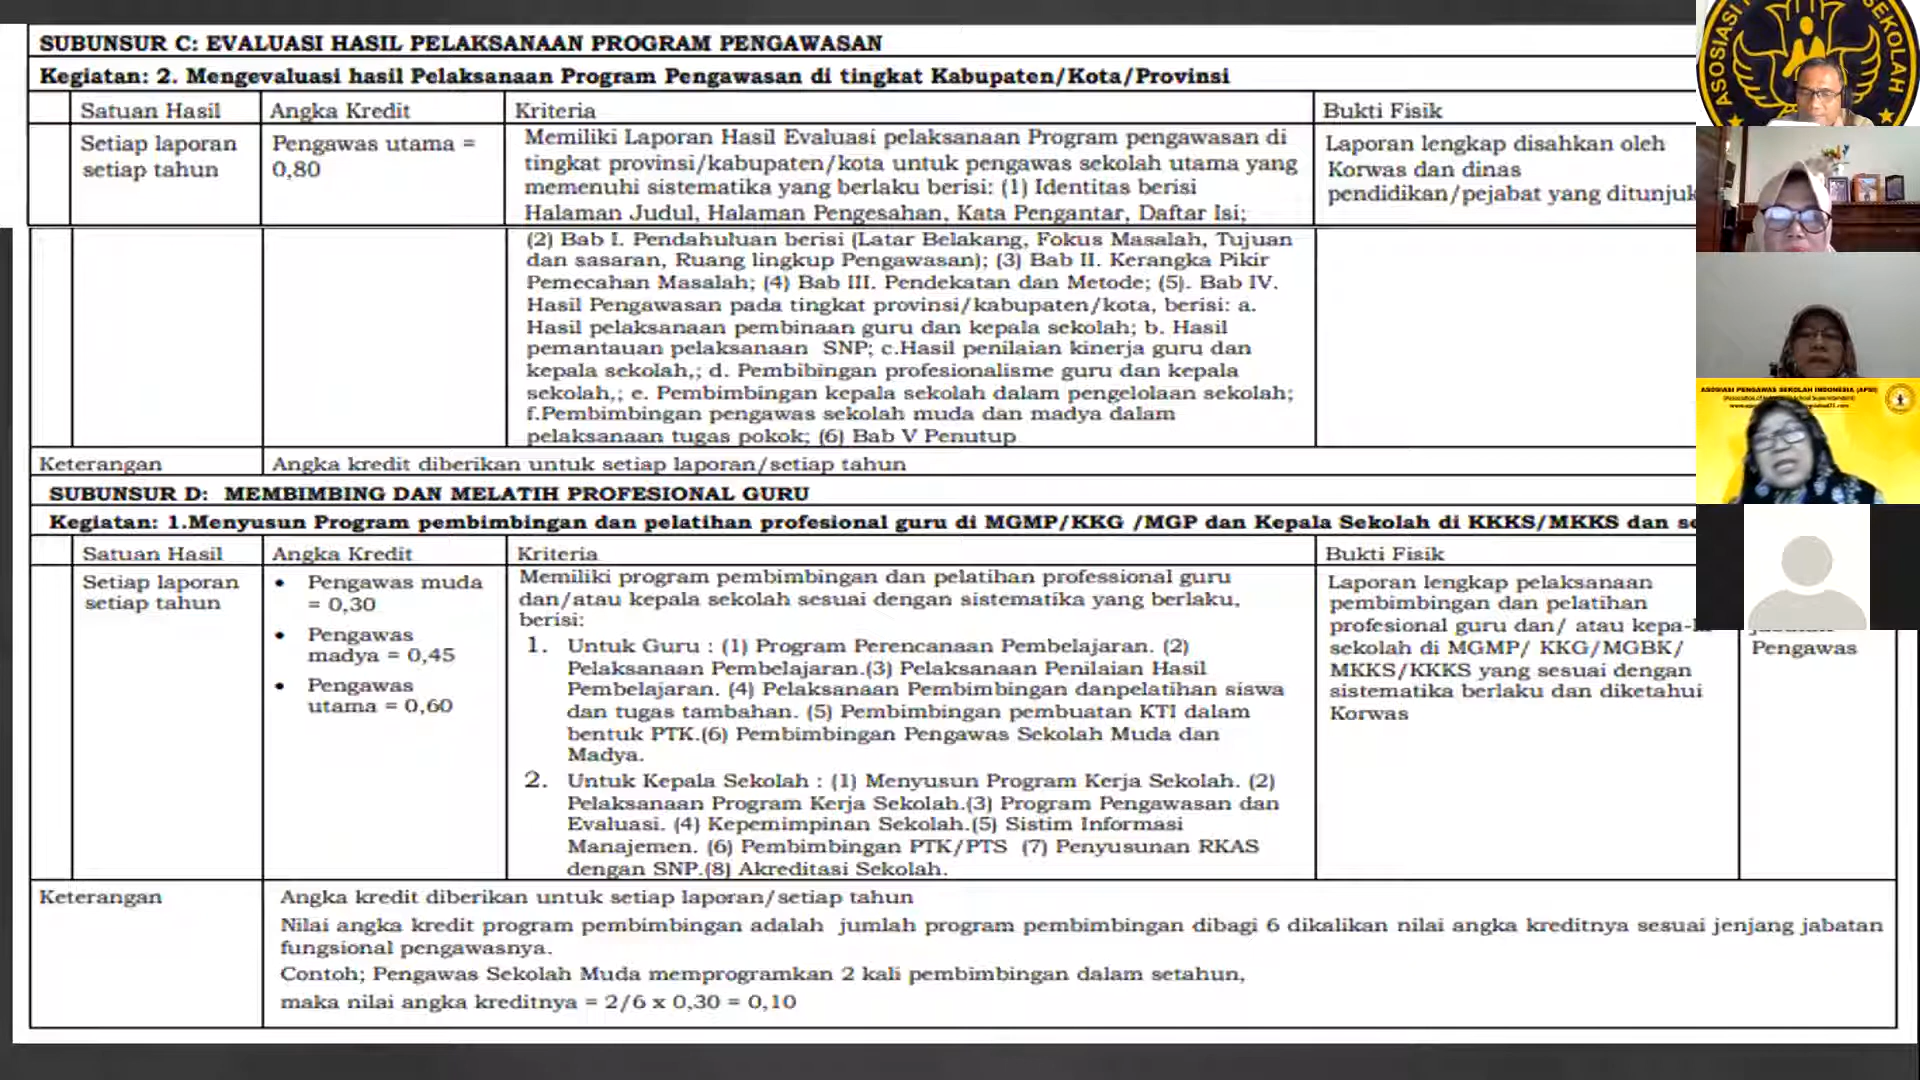 SUBUNSUR C: EVALUASI HASIL PELAKSANAAN PROGRAM PENGAWASAN
Kegiatan: 2. Mengevaluasi hasil Pelaksanaan Program Pengawasan di tingkat Kabupaten/Kota/Provinsi
Satuan Hasil
Angka Kredit
Kriteria
Bukti Fisik
Setiap laporan
setiap tahun
Pengawas utama =
0,80
Memiliki Laporan Hasil Evaluasi pelaksanaan Program pengawasan di
tingkat provinsi/kabupaten/kota untuk pengawas sekolah utama yang
memenuhi sistematika yang berlaku berisi: (1) Identitas berisi
Halaman Judul, Halaman Pengesahan, Kata Pengantar, Daftar Isi;
(2) Bab I. Pendahuluan berisi (Latar Belakang, Fokus Masalah, Tujuan
dan sasaran, Ruang lingkup Pengawasan); (3) Bab II. Kerangka Pikir
Pemecahan Masalah; (4) Bab III. Pendekatan dan Metode; (5). Bab IV.
Hasil Pengawasan pada tingkat provinsi/kabupaten/kota, berisi: a.
Hasil pelaksanaan pembinaan guru dan kepala sekolah; b. Hasil
pemantauan pelaksanaan SNP; c.Hasil penilaian kinerja guru dan
kepala sekolah,; d. Pembibingan profesionalisme guru dan kepala
sekolah,; e. Pembimbingan kepala sekolah dalam pengelolaan sekolah;
f.Pembimbingan pengawas sekolah muda dan madya dalam
pelaksanaan tugas pokok; (6) Bab V Penutup
Laporan lengkap disahkan oleh
Korwas dan dinas
pendidikan/pejabat yang ditunjuk
Keterangan
Angka kredit diberikan untuk setiap laporan/setiap tahun
SUBUNSUR D: MEMBIMBING DAN MELATIH PROFESIONAL GURU
Kegiatan: 1.Menyusun Program pembimbingan dan pelatihan profesional guru di MGMP/KKG /MGP dan Kepala Sekolah di KKKS/MKKS dan se
Satuan Hasil
Angka Kredit
Kriteria
Bukti Fisik
Setiap laporan
setiap tahun
• Pengawas muda
= 0,30
• Pengawas
madya = 0,45
• Pengawas
utama = 0,60
Memiliki program pembimbingan dan pelatihan professional guru
dan/atau kepala sekolah sesuai dengan sistematika yang berlaku,
berisi:
1. Untuk Guru : (1) Program Perencanaan Pembelajaran. (2)
Pelaksanaan Pembelajaran.(3) Pelaksanaan Penilaian Hasil
Pembelajaran. (4) Pelaksanaan Pembimbingan danpelatihan siswa
dan tugas tambahan. (5) Pembimbingan pembuatan KTI dalam
bentuk PTK.(6) Pembimbingan Pengawas Sekolah Muda dan
Madya.
2. Untuk Kepala Sekolah : (1) Menyusun Program Kerja Sekolah. (2)
Pelaksanaan Program Kerja Sekolah.(3) Program Pengawasan dan
Evaluasi. (4) Kepemimpinan Sekolah.(5) Sistim Informasi
Manajemen. (6) Pembimbingan PTK/PTS (7) Penyusunan RKAS
dengan SNP.(8) Akreditasi Sekolah.
Laporan lengkap pelaksanaan
pembimbingan dan pelatihan
profesional guru dan/ atau kepa-
sekolah di MGMP/ KKG/MGBK/
MKKS/KKKS yang sesuai dengan
sistematika berlaku dan diketahui
Korwas
Pengawas
Keterangan
Angka kredit diberikan untuk setiap laporan/setiap tahun
Nilai angka kredit program pembimbingan adalah jumlah program pembimbingan dibagi 6 dikalikan nilai angka kreditnya sesuai jenjang jabatan
fungsional pengawasnya.
Contoh; Pengawas Sekolah Muda memprogramkan 2 kali pembimbingan dalam setahun,
maka nilai angka kreditnya = 2/6 x 0,30 = 0,10
ASOSIASI
SEKOLAH
ASOSIASI PENGAWAS SEKOLAH INDONESIA (APSI)